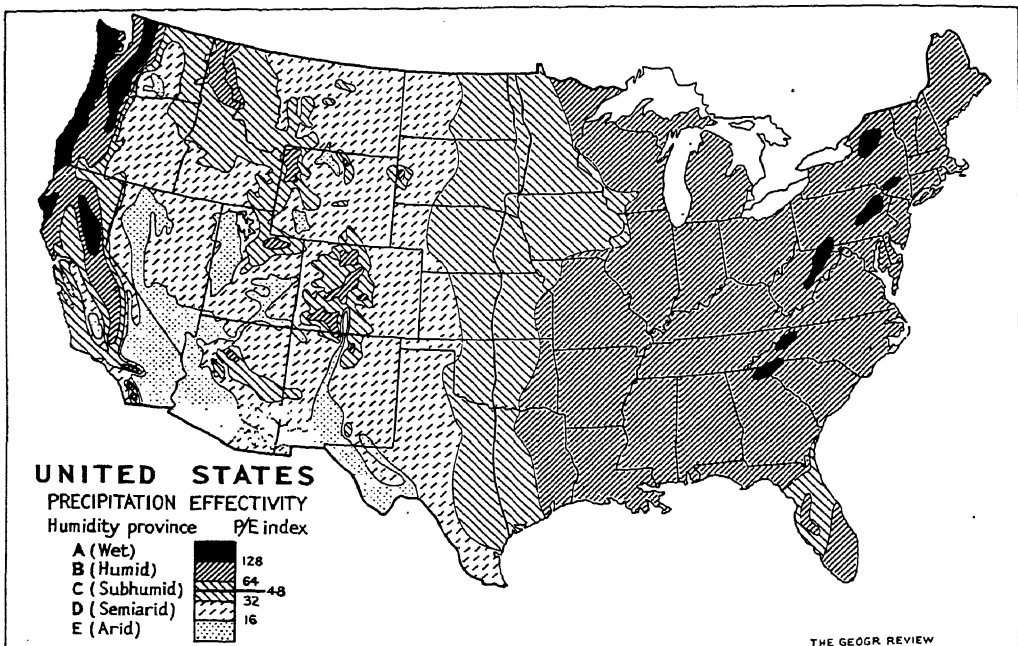 UNITED STATES
PRECIPITATION EFFECTIVITY
Humidity province P/E index
A (Wet)
128
B (Humid)
64
C (Subhumid)
48
32
D (Semiarid)
16
E (Arid)
THE GEOGR REVIEW